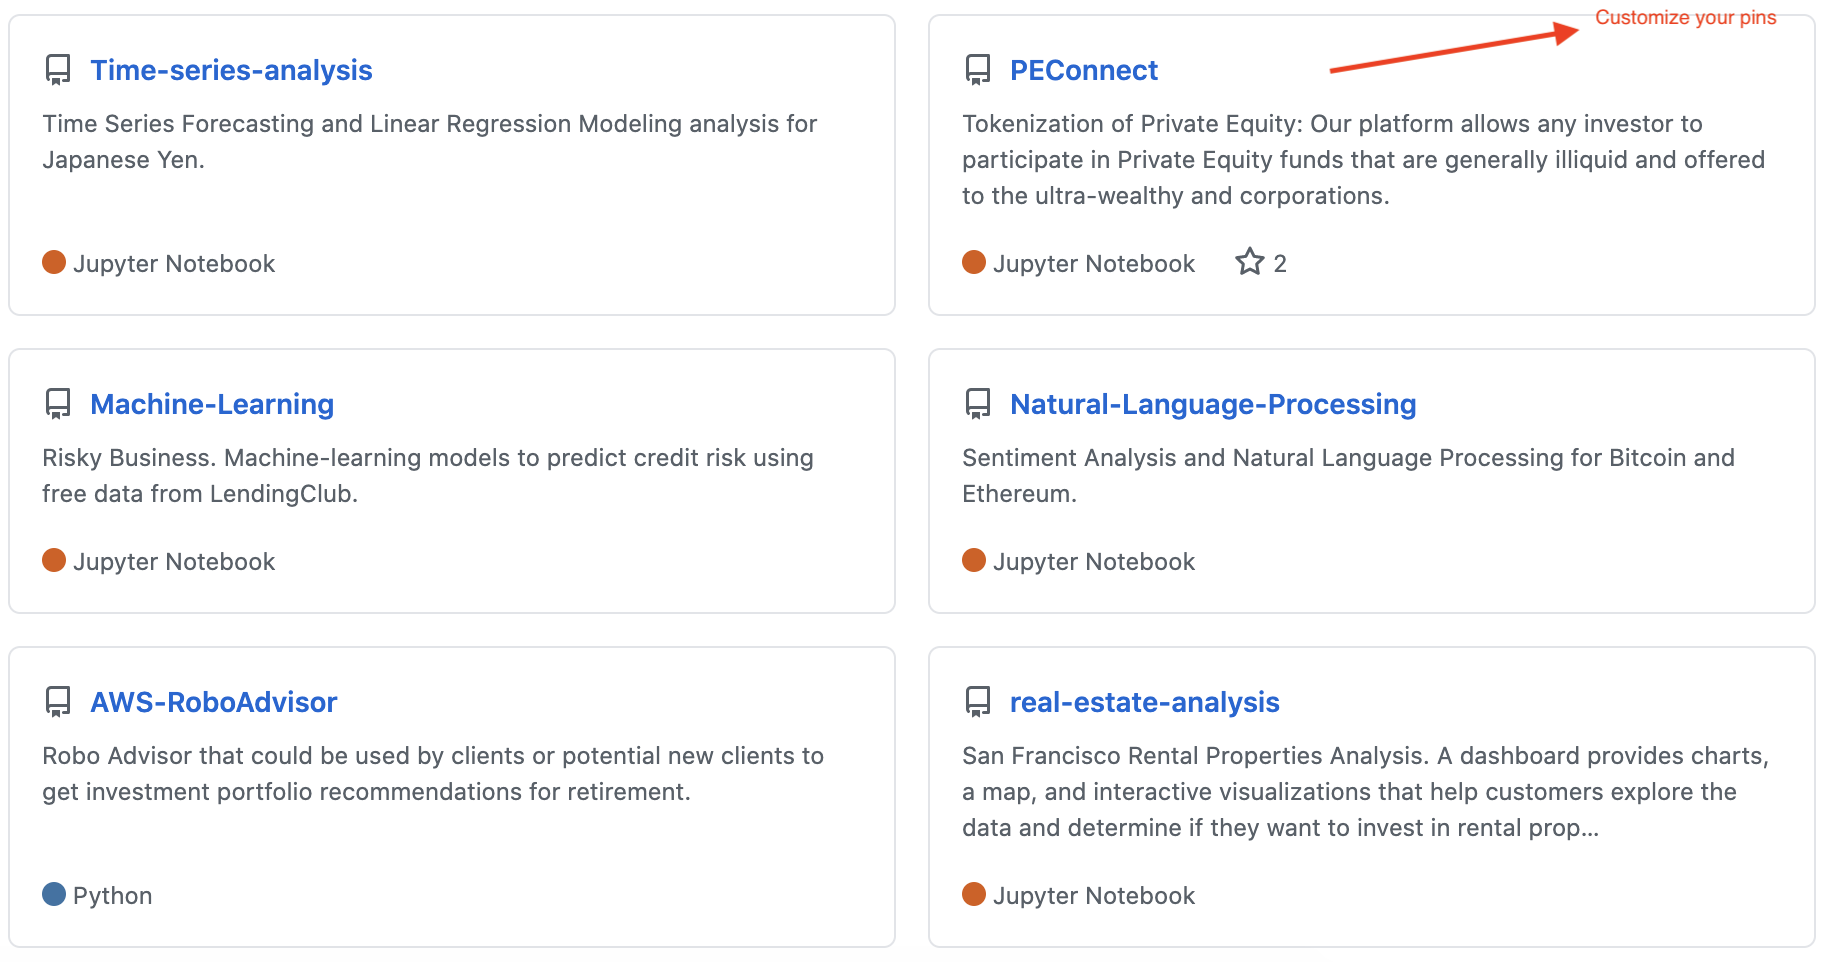 Customize your pins
Time-series-analysis
Time Series Forecasting and Linear Regression Modeling analysis for
Japanese Yen.
Jupyter Notebook
PEConnect
Tokenization of Private Equity: Our platform allows any investor to
participate in Private Equity funds that are generally illiquid and offered
to the ultra-wealthy and corporations.
Jupyter Notebook 2
Machine-Learning
Risky Business. Machine-learning models to predict credit risk using
free data from LendingClub.
Jupyter Notebook
Natural-Language-Processing
Sentiment Analysis and Natural Language Processing for Bitcoin and
Ethereum.
Jupyter Notebook
AWS-RoboAdvisor
Robo Advisor that could be used by clients or potential new clients to
get investment portfolio recommendations for retirement.
Python
real-estate-analysis
San Francisco Rental Properties Analysis. A dashboard provides charts,
a map, and interactive visualizations that help customers explore the
data and determine if they want to invest in rental prop...
Jupyter Notebook